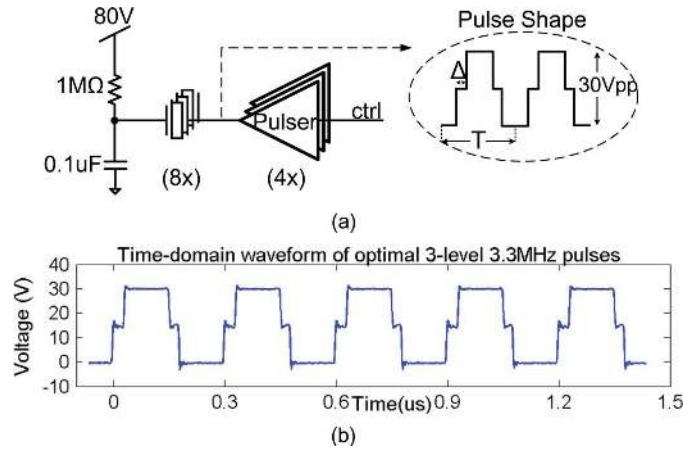 80V
Pulse Shape
1MΩ
0.1uF
(8x)
Pulser
(4x)
ctrl
Δ
30Vpp
T
(a)
Time-domain waveform of optimal 3-level 3.3MHz pulses
Voltage (V)
40
30
20
10
0
-10
0
0.3
0.6
0.9
1.2
1.5
Time(us)
(b)